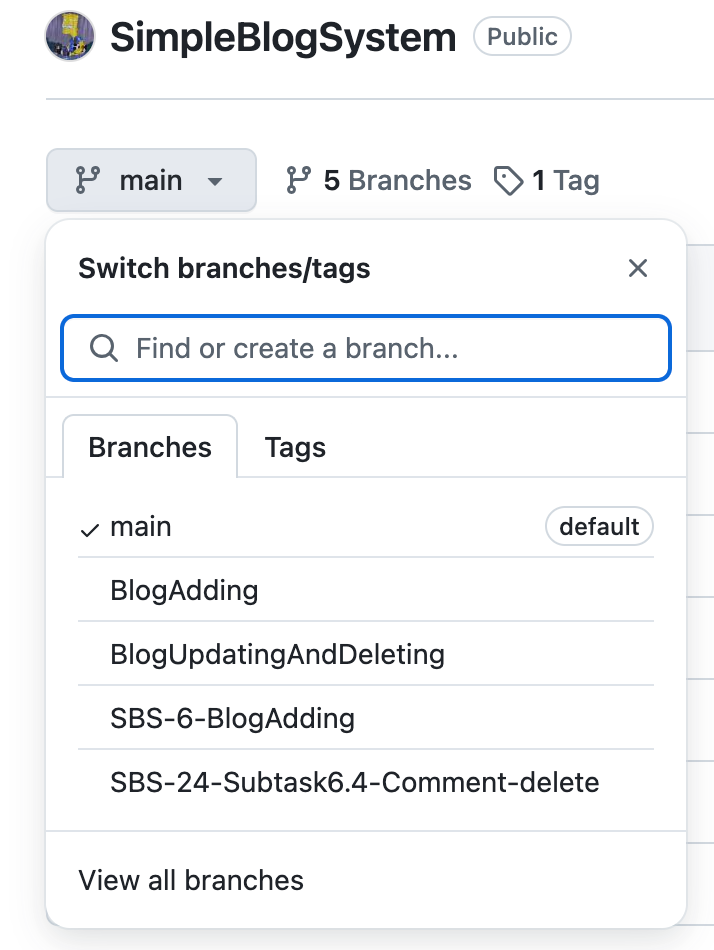 SimpleBlogSystem Public
main 5 Branches 1 Tag
Switch branches/tags
Find or create a branch...
Branches Tags
main default
BlogAdding
BlogUpdatingAndDeleting
SBS-6-BlogAdding
SBS-24-Subtask6.4-Comment-delete
View all branches